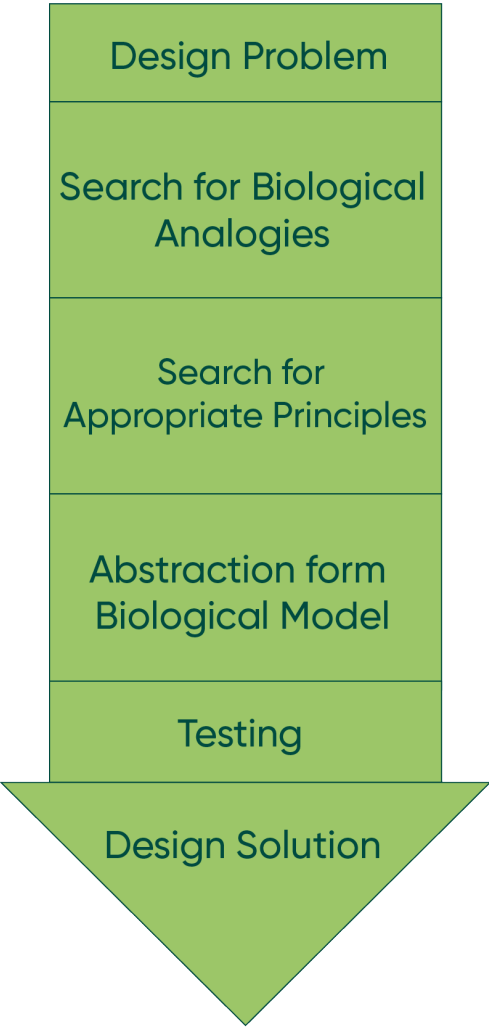 Design Problem
Search for Biological
Analogies
Search for
Appropriate Principles
Abstraction form
Biological Model
Testing
Design Solution